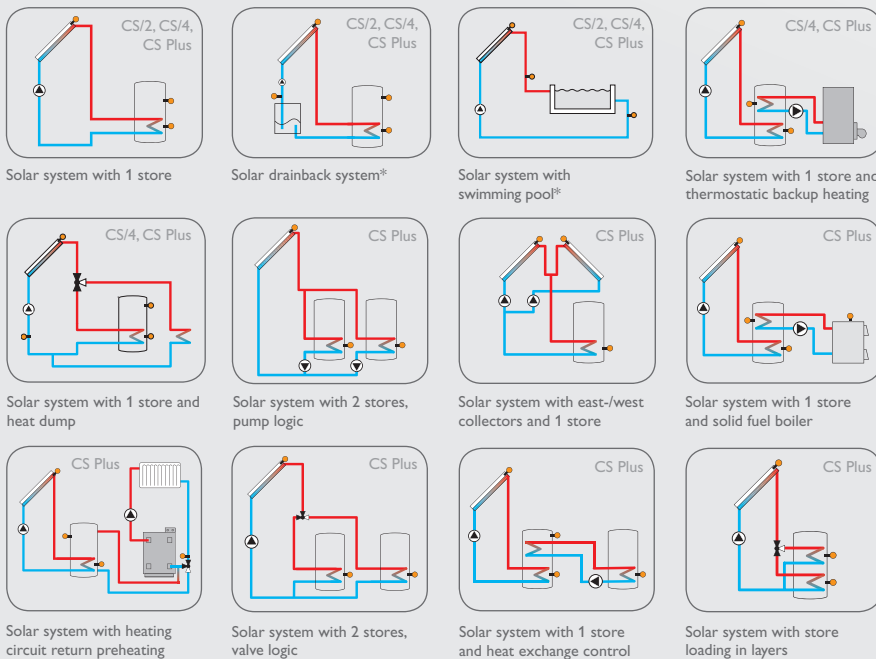 CS/2, CS/4,
CS Plus
Solar system with 1 store
CS/2, CS/4,
CS Plus
Solar drainback system*
CS/2, CS/4,
CS Plus
Solar system with
swimming pool*
CS/4, CS Plus
Solar system with 1 store and
thermostatic backup heating
CS/4, CS Plus
Solar system with 1 store and
heat dump
CS Plus
Solar system with 2 stores,
pump logic
CS Plus
Solar system with east-/west
collectors and 1 store
CS Plus
Solar system with 1 store
and solid fuel boiler
CS Plus
Solar system with heating
circuit return preheating
CS Plus
Solar system with 2 stores,
valve logic
CS Plus
Solar system with 1 store
and heat exchange control
CS Plus
Solar system with store
loading in layers